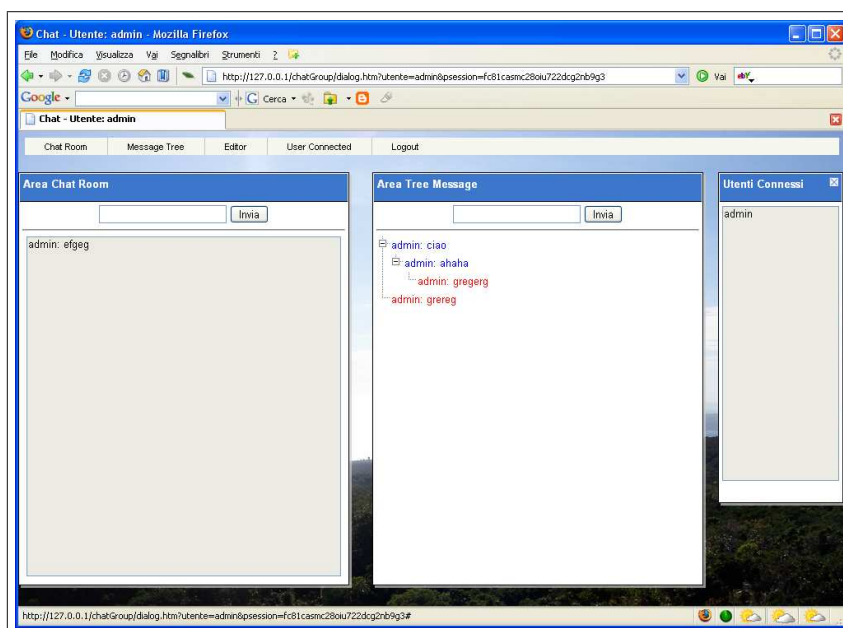 Chat - Utente: admin - Mozilla Firefox
File Modifica Visualizza Vai Segnalibri Strumenti ?
http://127.0.0.1/chatGroup/dialog.htm?utente=admin&psession=fc81casmc28oiu722dcg2nb9g3 Vai
Google Cerca
Chat - Utente: admin
Chat Room Message Tree Editor User Connected Logout
Area Chat Room
Invia
admin: efgeg
Area Tree Message
Invia
admin: ciao
admin: ahaha
admin: gregerg
admin: grereg
Utenti Connessi
admin
http://127.0.0.1/chatGroup/dialog.htm?utente=admin&psession=fc81casmc28oiu722dcg2nb9g3#